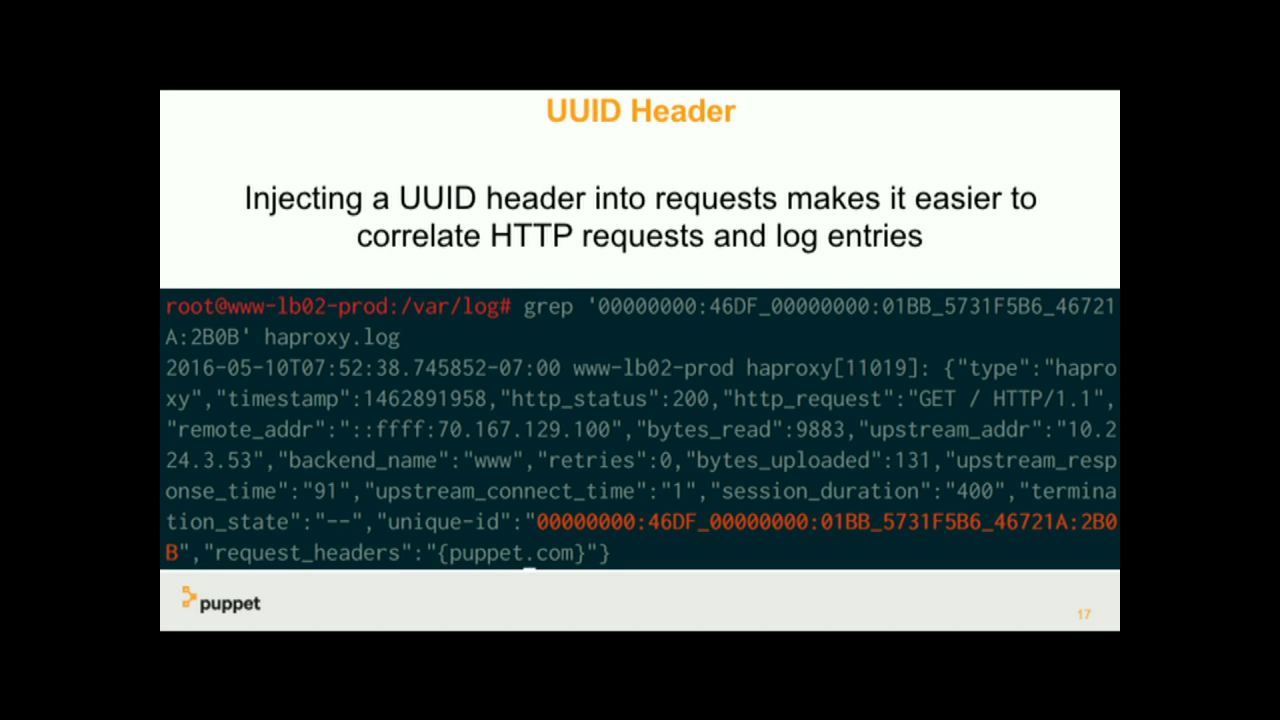 UUID Header
Injecting a UUID header into requests makes it easier to
correlate HTTP requests and log entries
root@www-lb02-prod:/var/log# grep '00000000:46DF_00000000:01BB_5731F5B6_46721
A:2B0B' haproxy.log
2016-05-10T07:52:38.745852-07:00 www-lb02-prod haproxy[11019]: {"type":"hapro
xy","timestamp":1462891958,"http_status":200,"http_request":"GET / HTTP/1.1",
"remote_addr":"::ffff:70.167.129.100","bytes_read":9883,"upstream_addr":"10.2
24.3.53","backend_name":"www","retries":0,"bytes_uploaded":131,"upstream_resp
onse_time":"91","upstream_connect_time":"1","session_duration":"400","termina
tion_state":"--","unique-id":"00000000:46DF_00000000:01BB_5731F5B6_46721A:2B0
B","request_headers":"{puppet.com}"}
puppet
17